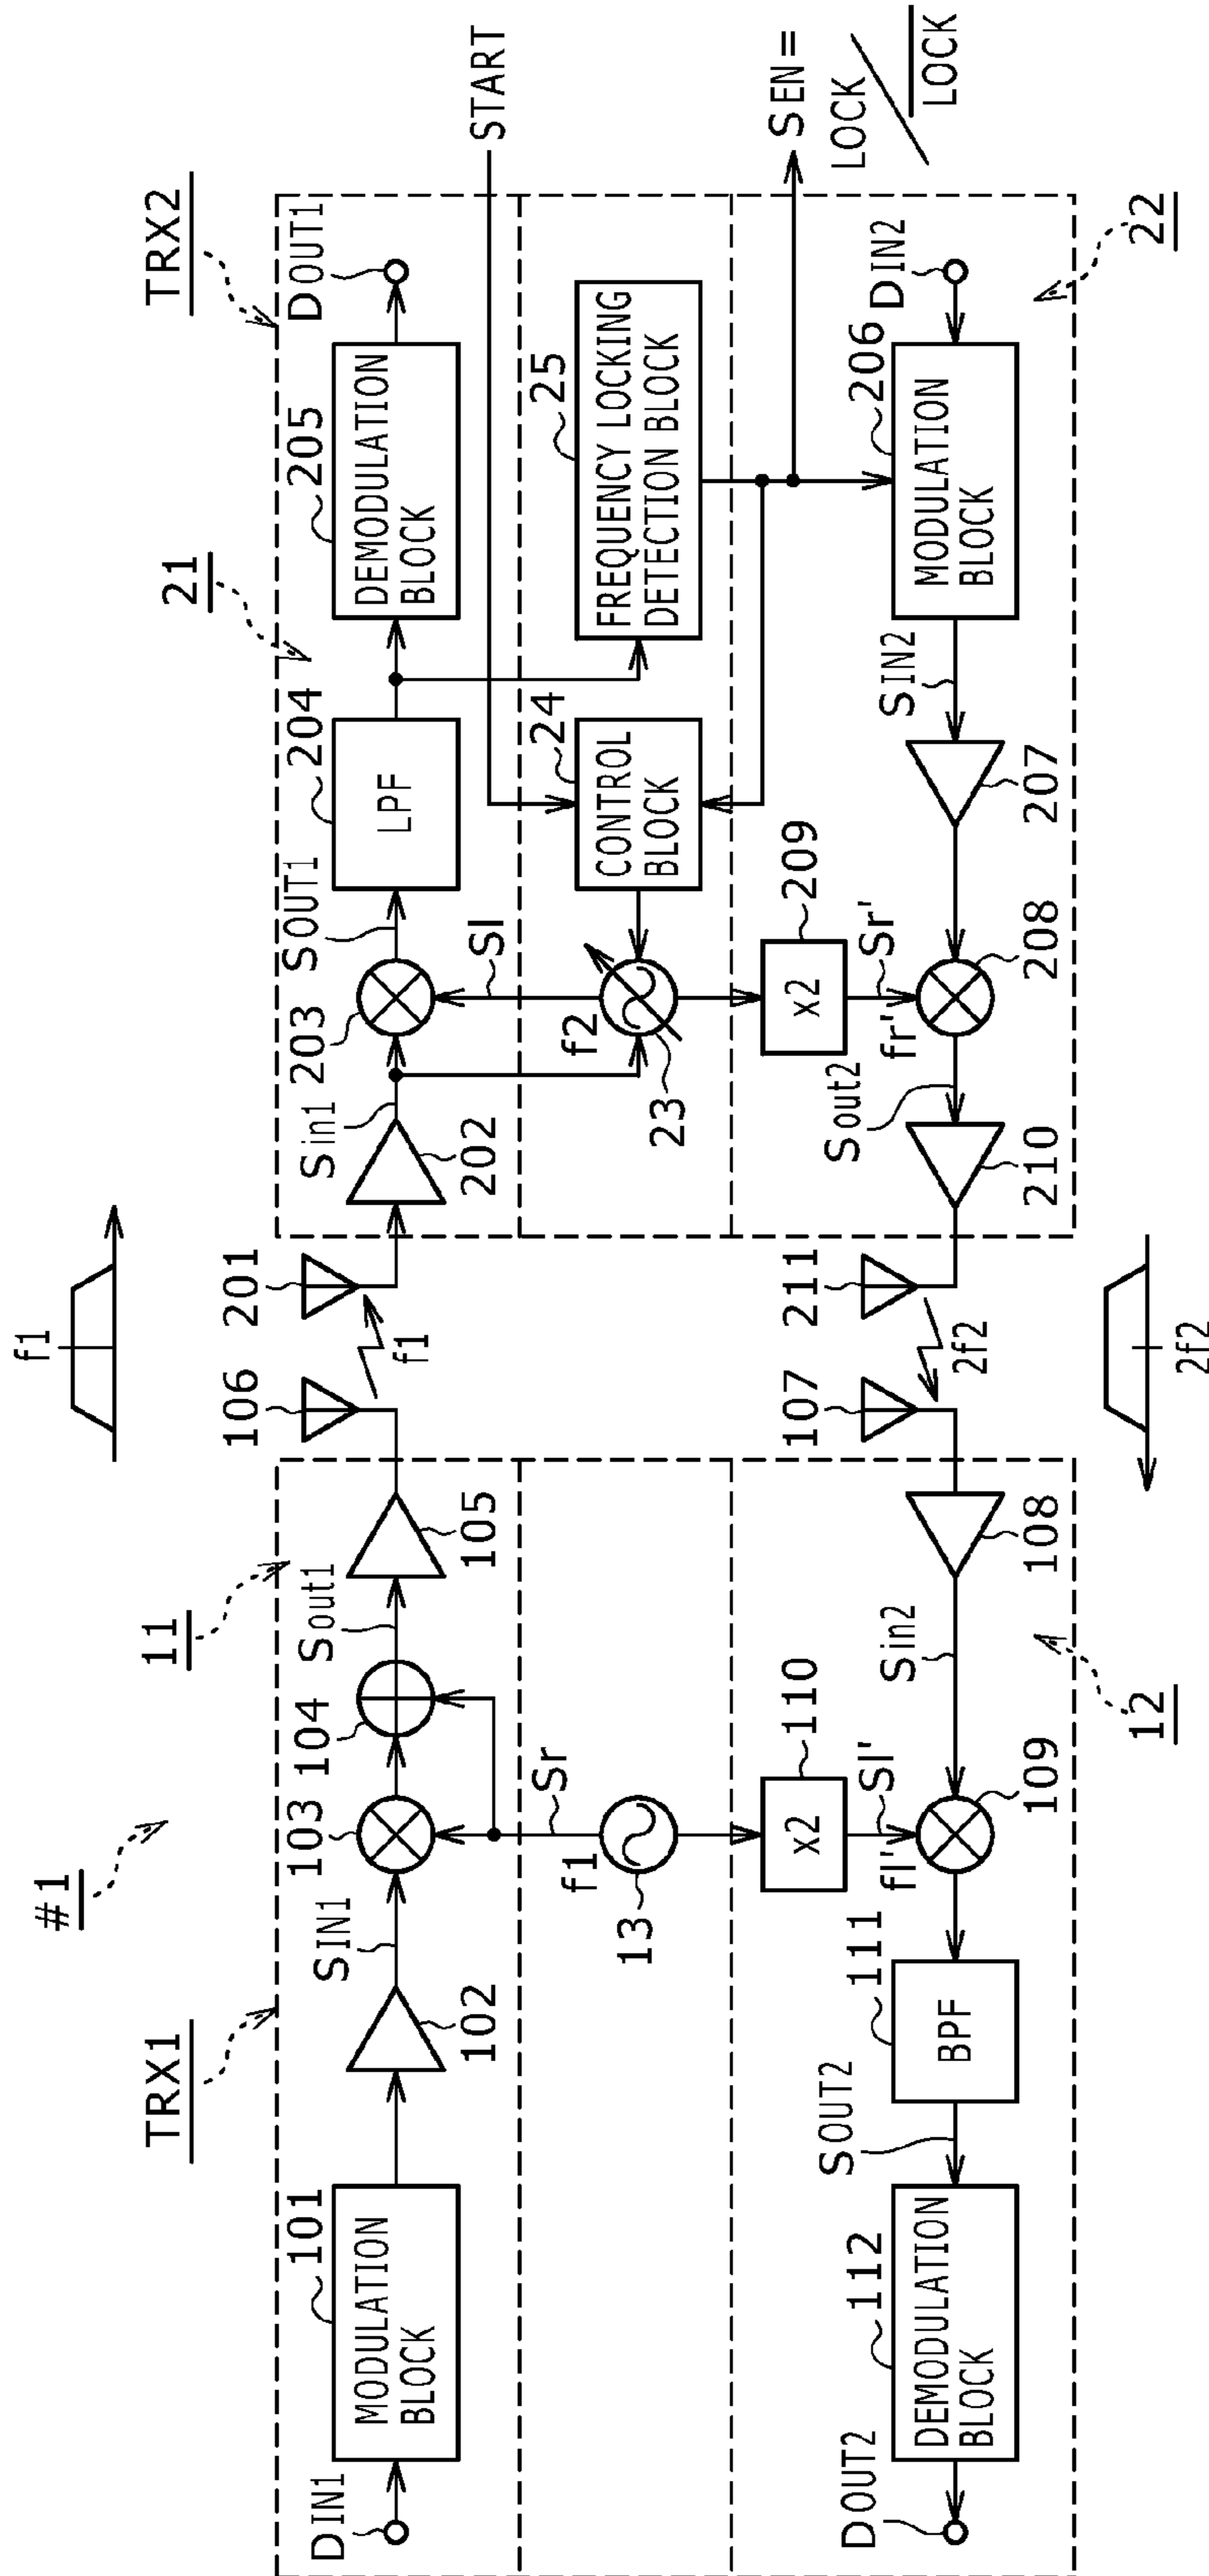 #1
f1
TRX1
11
21
TRX2
DIN1
101
MODULATION
BLOCK
102
SIN1
103
104
Sout1
105
106
f1
201
202
Sin1
203
SOUT1
204
LPF
205
DEMODULATION
BLOCK
DOUT1
START
f1
13
Sr
f2
23
Sl
24
CONTROL
BLOCK
25
FREQUENCY LOCKING
DETECTION BLOCK
SEN=
LOCK
LOCK
DOUT2
112
DEMODULATION
BLOCK
SOUT2
111
BPF
110
x2
fl'
Sl'
109
Sin2
108
107
2f2
211
210
Sout2
209
x2
fr'
Sr'
208
207
SIN2
206
MODULATION
BLOCK
DIN2
12
22
2f2